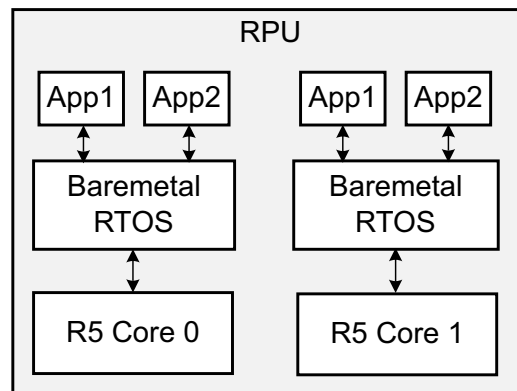 RPU
App1 App2 App1 App2
Baremetal
RTOS
Baremetal
RTOS
R5 Core 0
R5 Core 1